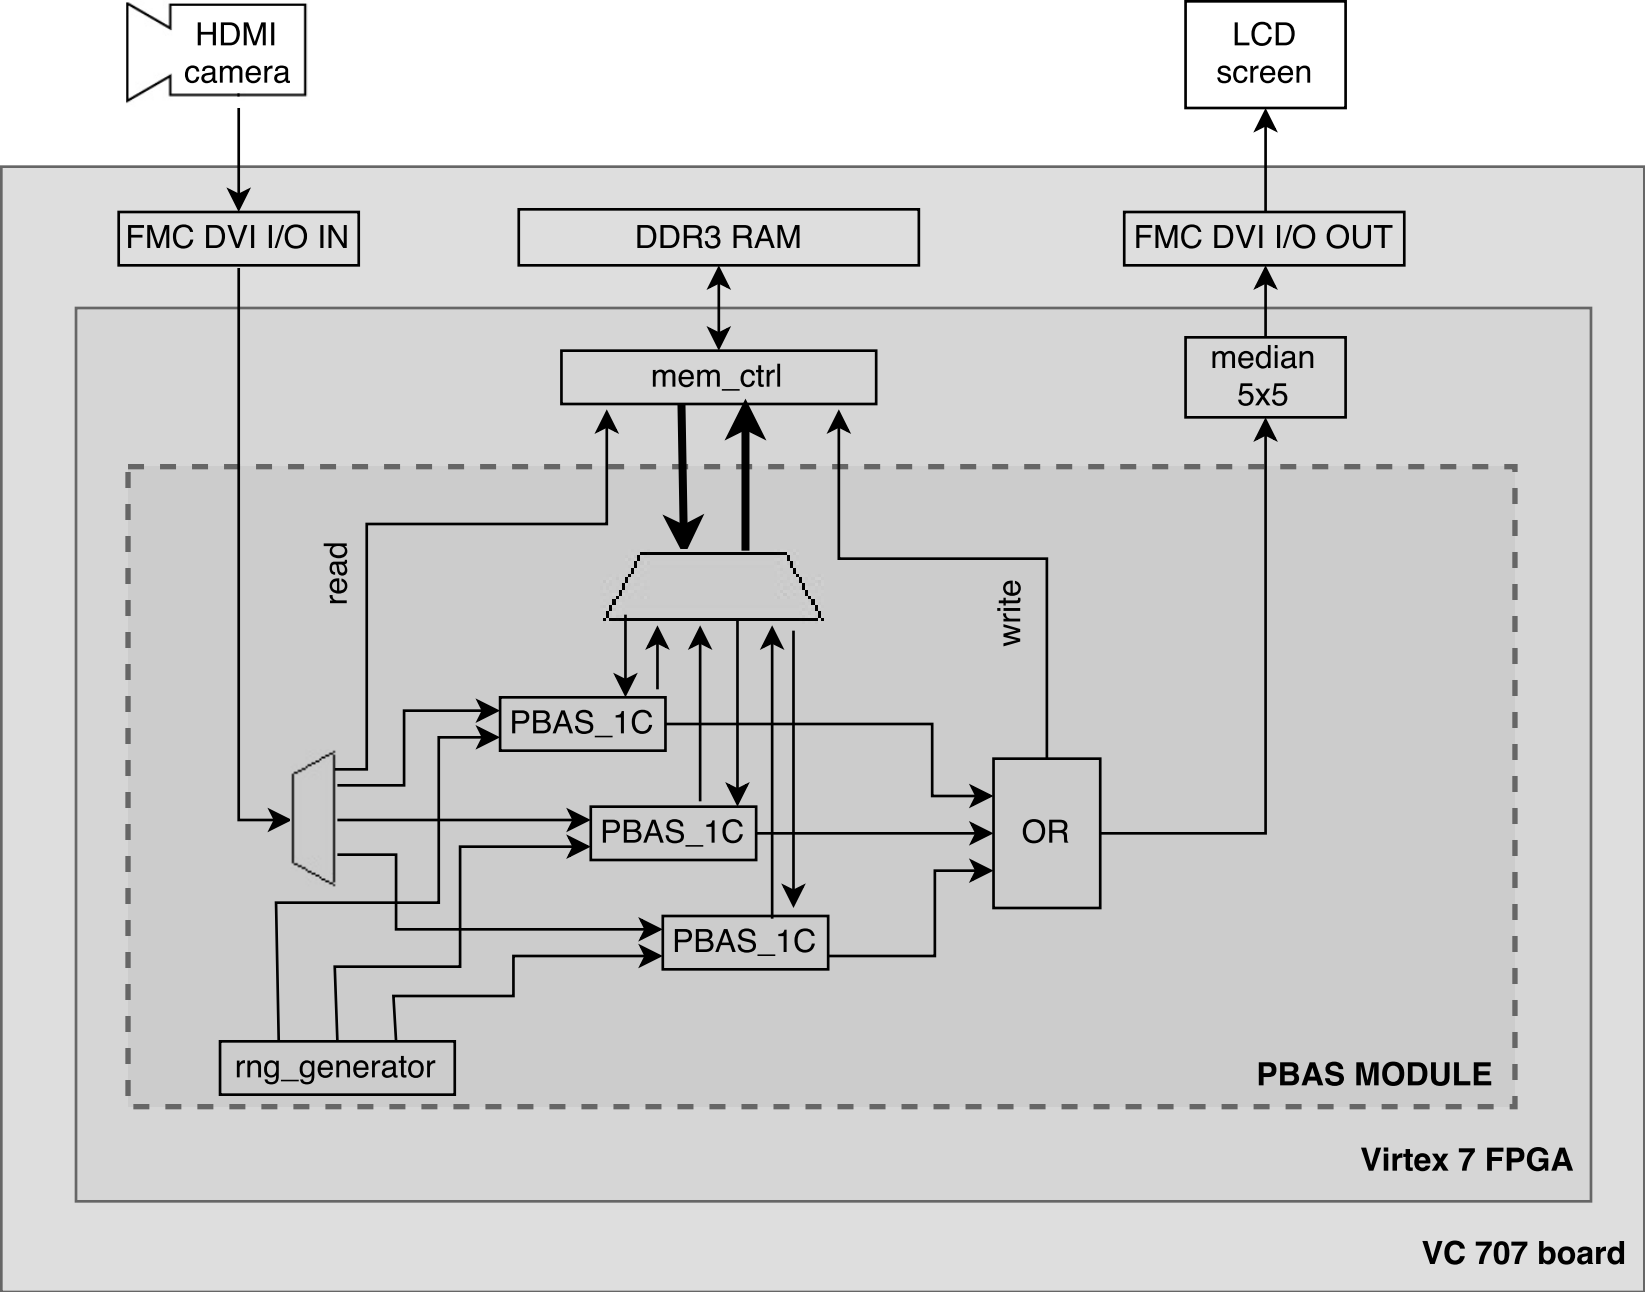 HDMI
camera
LCD
screen
FMC DVI I/O IN
DDR3 RAM
FMC DVI I/O OUT
mem_ctrl
median
5x5
read
write
PBAS_1C
PBAS_1C
OR
PBAS_1C
rng_generator
PBAS MODULE
Virtex 7 FPGA
VC 707 board